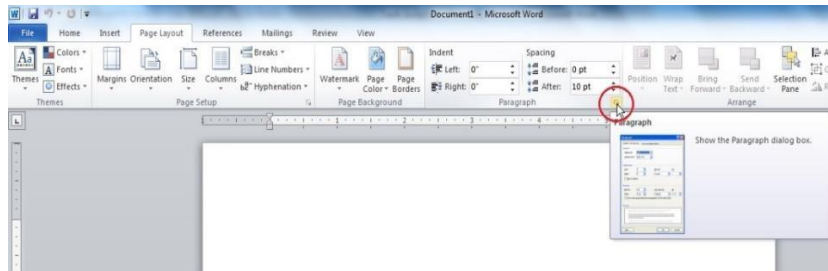 Document1 - Microsoft Word
File Home Insert Page Layout References Mailings Review View
Themes
Colors
Fonts
Effects
Themes
Margins Orientation Size Columns
Breaks
Line Numbers
Hyphenation
Page Setup
Watermark Page Color Page Borders
Page Background
Indent Spacing
Left: 0" Before: 0 pt
Right: 0" After: 10 pt
Paragraph
Position Wrap Text Bring Forward Send Backward Selection Pane
Arrange
Paragraph
Show the Paragraph dialog box.